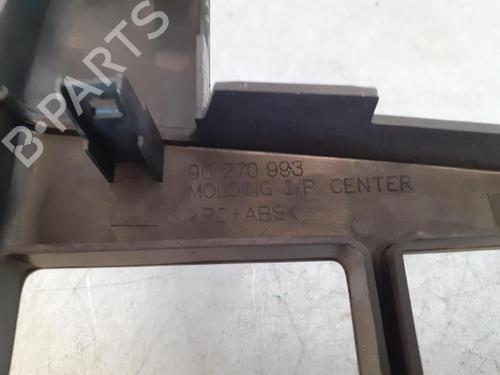 B-PARTS
96 270 993
MOLDING I/P CENTER
>PC+ABS<